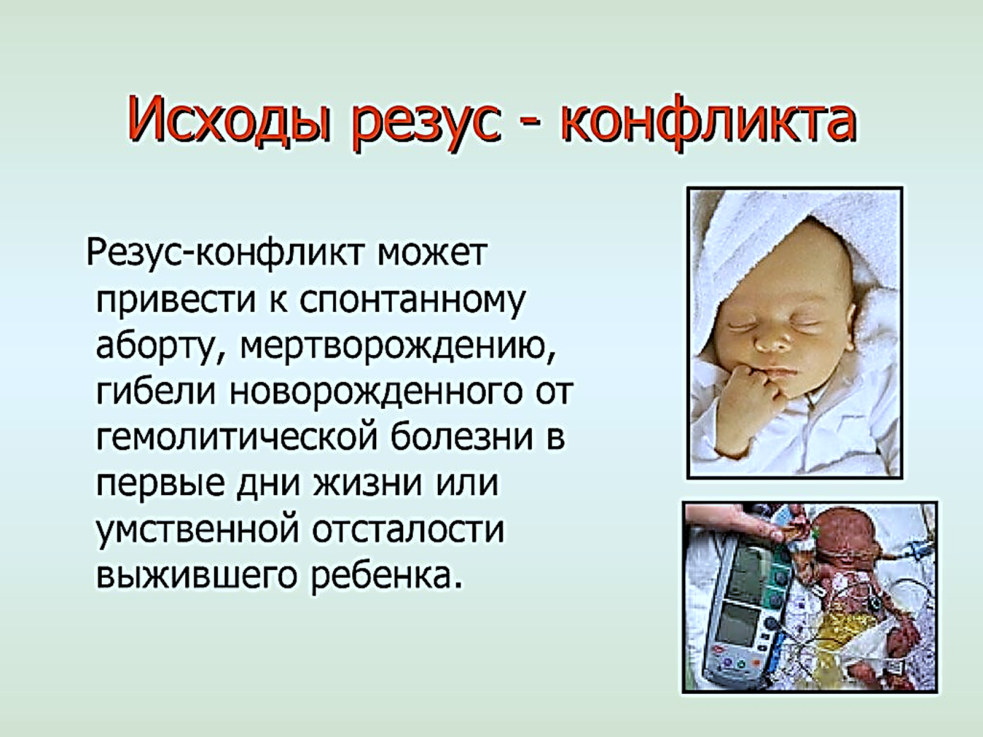 Исходы резус - конфликта
Резус-конфликт может
привести к спонтанному
аборту, мертворождению,
гибели новорожденного от
гемолитической болезни в
первые дни жизни или
умственной отсталости
выжившего ребенка.